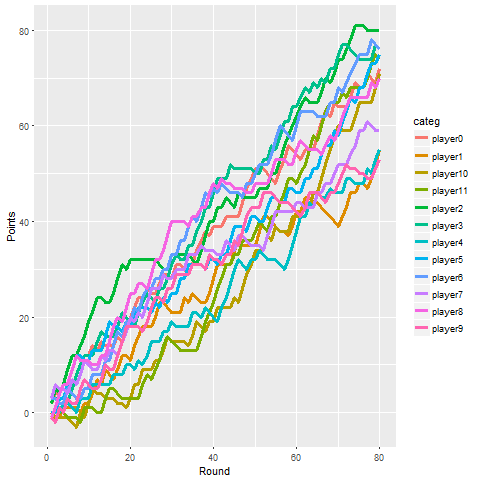 80
60
40
20
0
Points
0
20
40
60
80
Round
categ
player0
player1
player10
player11
player2
player3
player4
player5
player6
player7
player8
player9